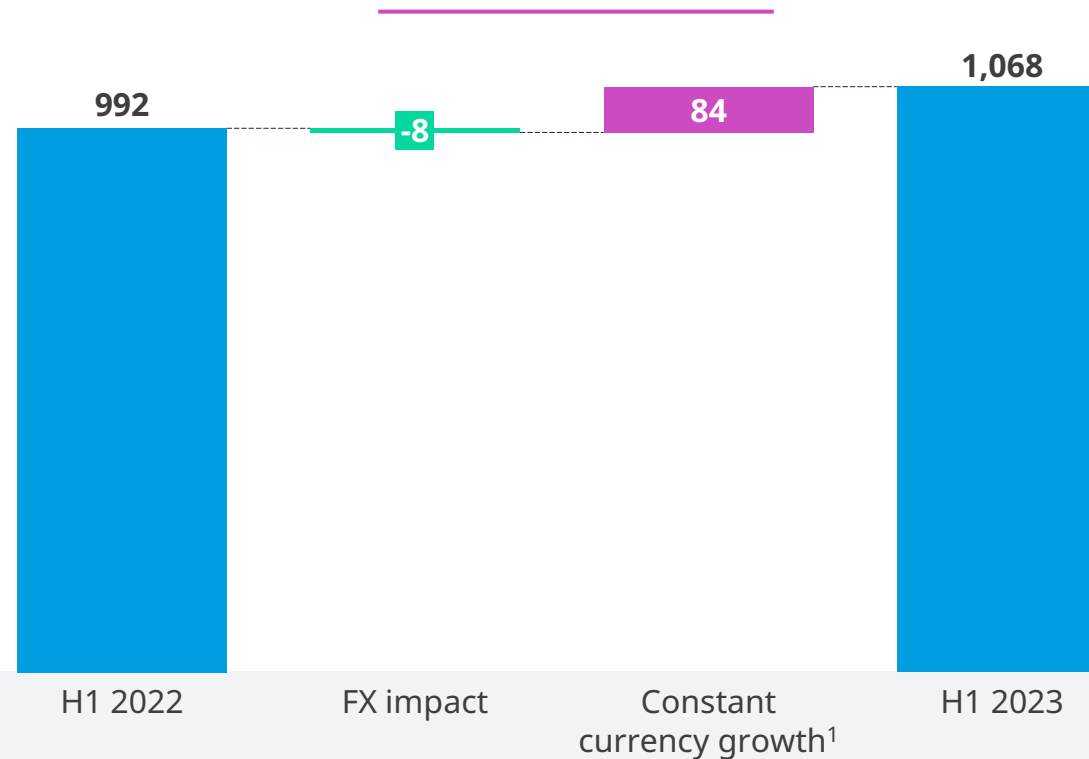 1,068
992
84
-8
H1 2022
FX impact
Constant
currency growth¹
H1 2023